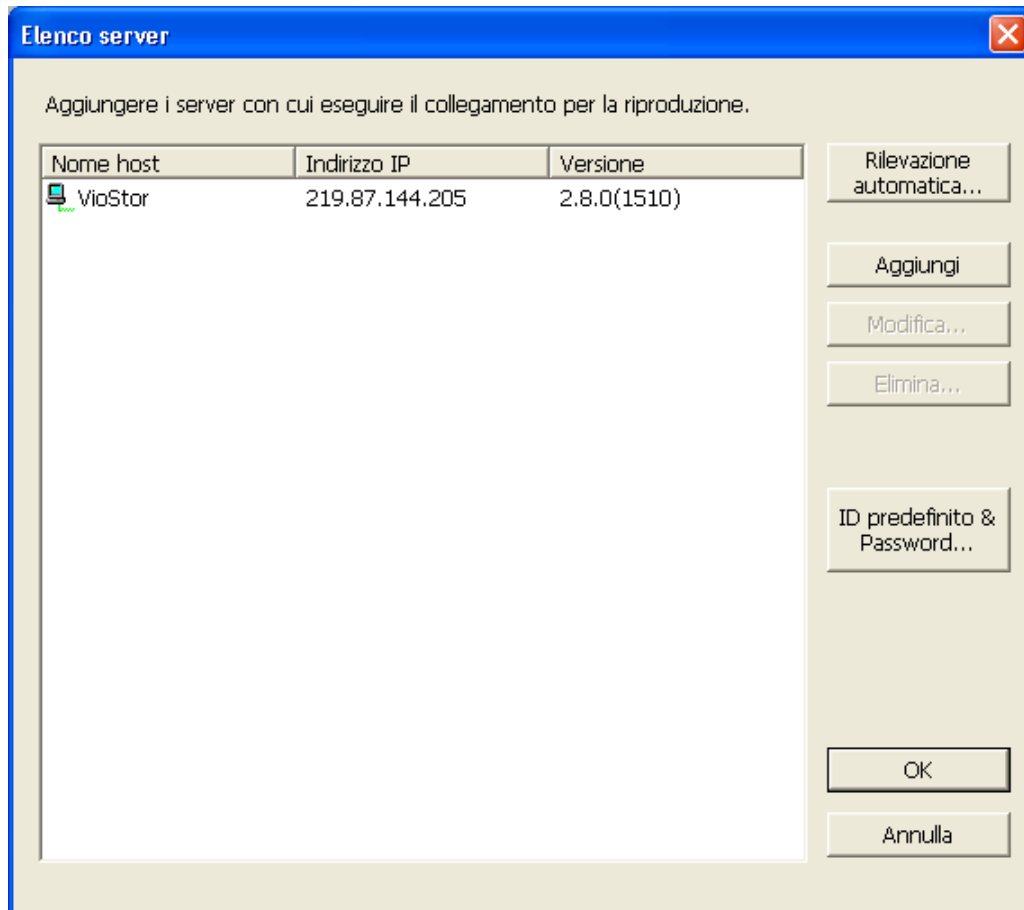 Elenco server
Aggiungere i server con cui eseguire il collegamento per la riproduzione.
Nome host Indirizzo IP Versione
VioStor 219.87.144.205 2.8.0(1510)
Rilevazione
automatica...
Aggiungi
Modifica...
Elimina...
ID predefinito &
Password...
OK
Annulla